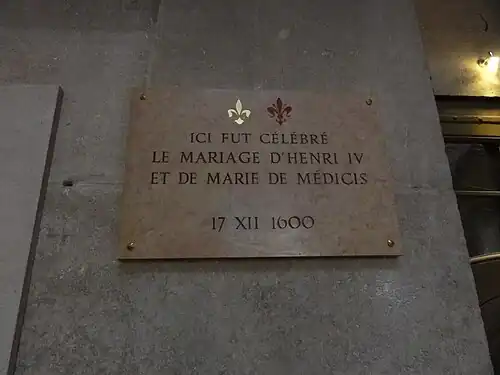 ICI FUT CÉLÉBRÉ
LE MARIAGE D'HENRI IV
ET DE MARIE DE MÉDICIS
17 XII 1600